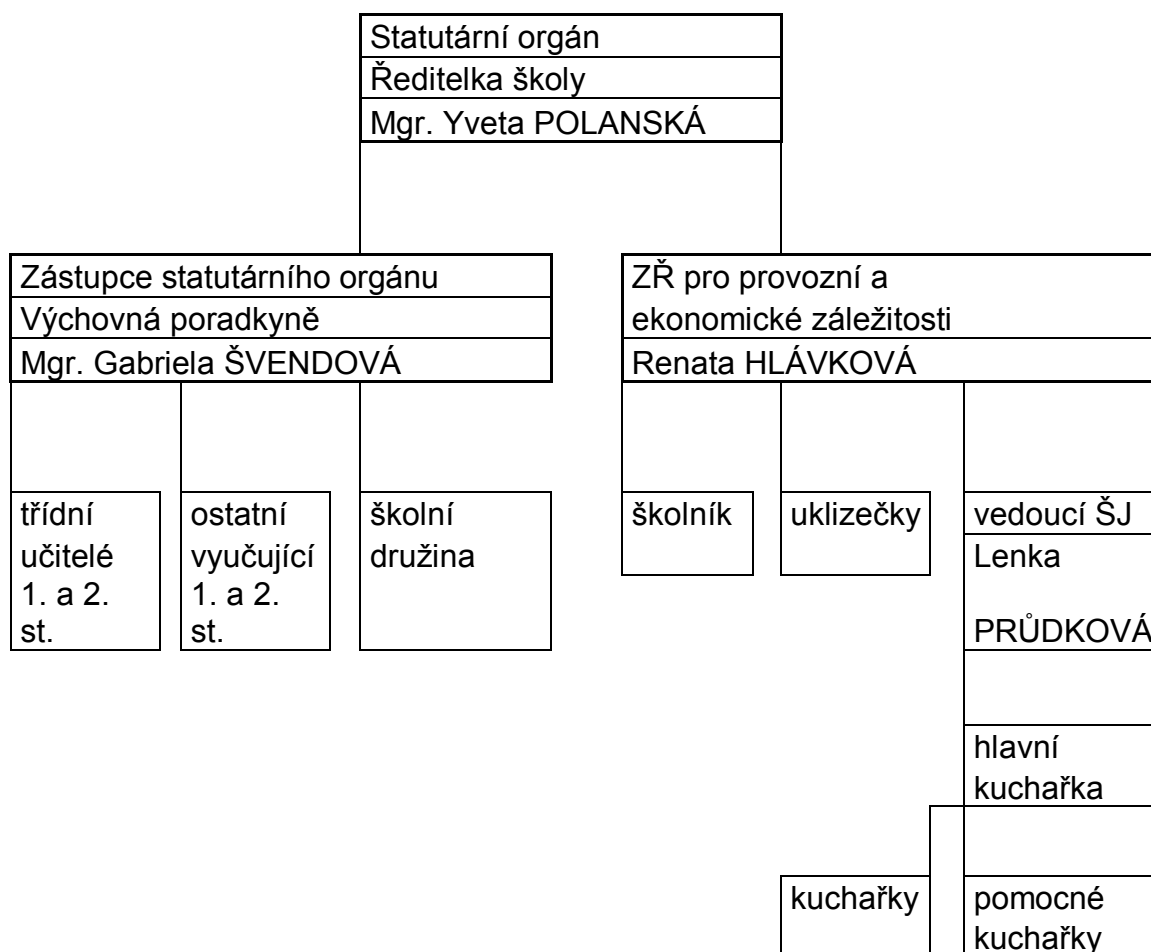 Statutární orgán
Ředitelka školy
Mgr. Yveta POLANSKÁ
Zástupce statutárního orgánu
Výchovná poradkyně
Mgr. Gabriela ŠVENDOVÁ
ZŘ pro provozní a
ekonomické záležitosti
Renata HLÁVKOVÁ
třídní
učitelé
1. a 2.
st.
ostatní
vyučující
1. a 2.
st.
školní
družina
školník
uklizečky
vedoucí ŠJ
Lenka
PRŮDKOVÁ
hlavní
kuchařka
kuchařky
pomocné
kuchařky